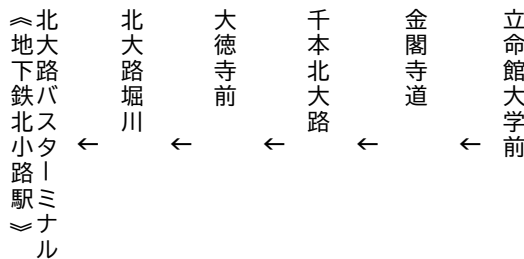 立命館大学前
←
金閣寺道
←
千本北大路
←
大徳寺前
←
北大路堀川
←
北大路バスターミナル
《地下鉄北小路駅》